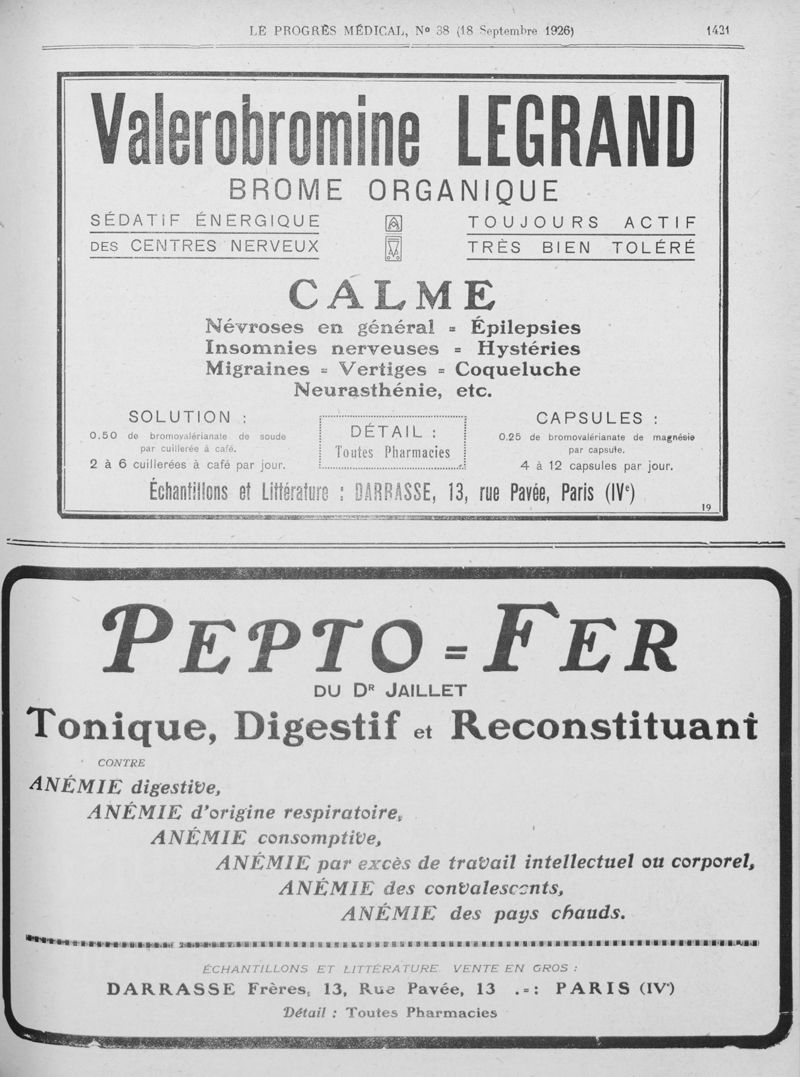 LE PROGRÈS MÉDICAL, No 38 (18 Septembre 1926) 1421
Valerobromine LEGRAND
BROME ORGANIQUE
SÉDATIF ÉNERGIQUE
DES CENTRES NERVEUX
TOUJOURS ACTIF
TRÈS BIEN TOLÉRÉ
CALME
Névroses en général = Épilepsies
Insomnies nerveuses = Hystéries
Migraines = Vertiges = Coqueluche
Neurasthénie, etc.
SOLUTION :
0.50 de bromovalérianate de soude
par cuillerée à café.
2 à 6 cuillerées à café par jour.
DÉTAIL :
Toutes Pharmacies
CAPSULES :
0.25 de bromovalérianate de magnésie
par capsule.
4 à 12 capsules par jour.
Échantillons et Littérature : DARRASSE, 13, rue Pavée, Paris (IVe)
19
PEPTO=FER
DU Dr JAILLET
Tonique, Digestif et Reconstituant
CONTRE
ANÉMIE digestive,
ANÉMIE d'origine respiratoire,
ANÉMIE consomptive,
ANÉMIE par excès de travail intellectuel ou corporel,
ANÉMIE des convalescents,
ANÉMIE des pays chauds.
ÉCHANTILLONS ET LITTÉRATURE. VENTE EN GROS :
DARRASSE Frères, 13, Rue Pavée, 13 .=: PARIS (IVe)
Détail : Toutes Pharmacies